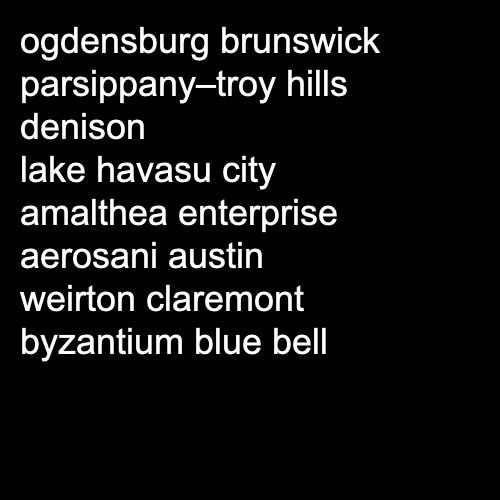 ogdensburg brunswick
parsippany–troy hills
denison
lake havasu city
amalthea enterprise
aerosani austin
weirton claremont
byzantium blue bell